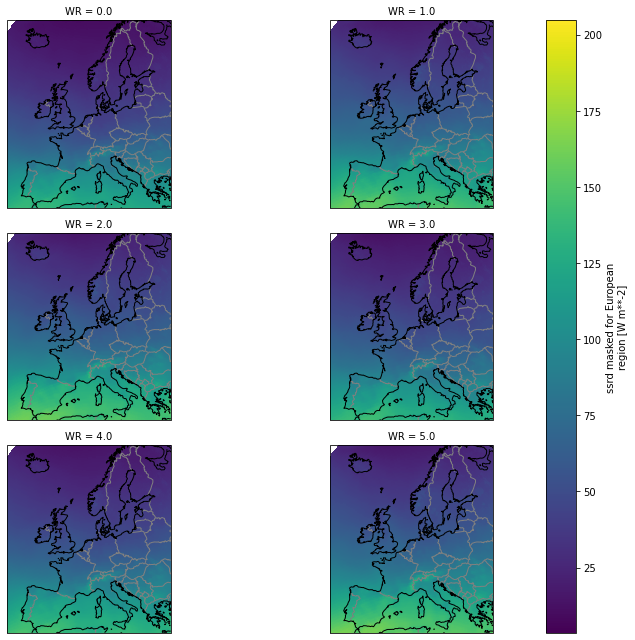 WR = 0.0
WR = 1.0
WR = 2.0
WR = 3.0
WR = 4.0
WR = 5.0
200
175
150
125
100
75
50
25
ssrd masked for European
region [W m**-2]